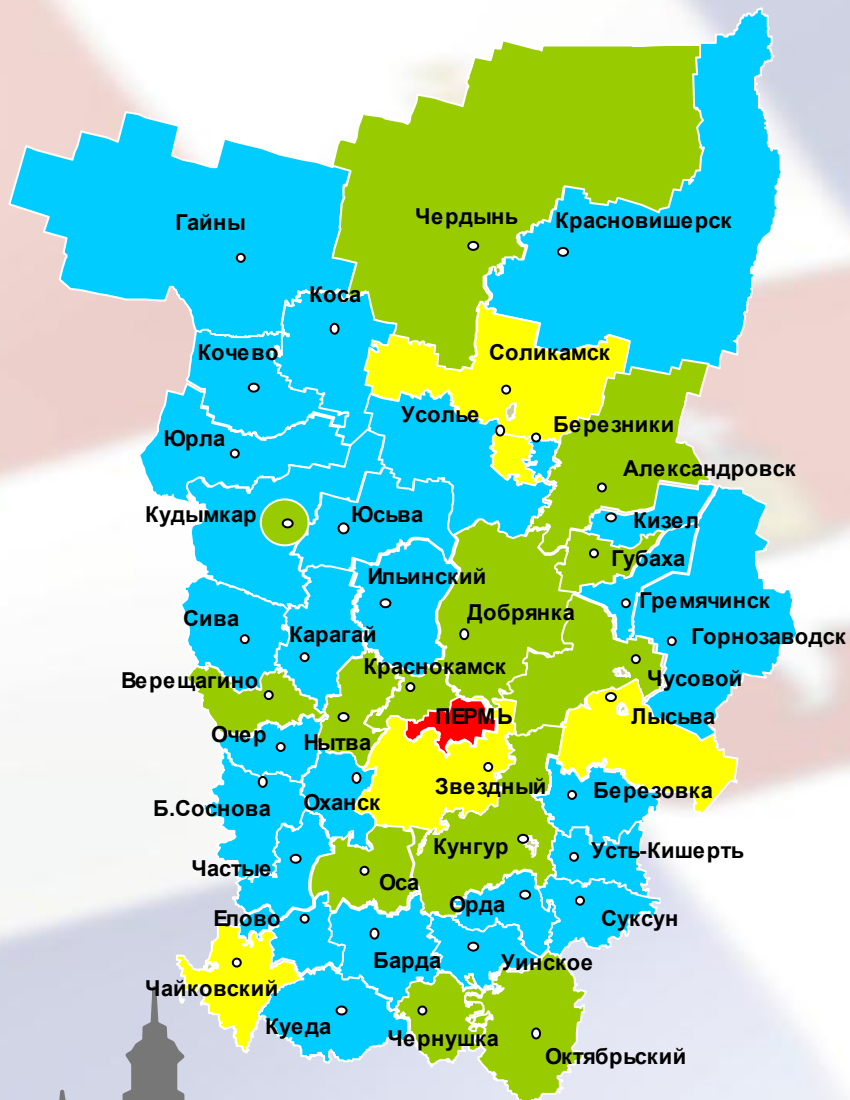 Чердынь
Красновишерск
Гайны
Коса
Кочево
Соликамск
Усолье
Березники
Юрла
Александровск
Кудымкар
Юсьва
Кизел
Губаха
Ильинский
Гремячинск
Сива
Добрянка
Карагай
Горнозаводск
Краснокамск
Верещагино
Чусовой
ПЕРМЬ
Лысьва
Очер
Нытва
Звездный
Березовка
Б.Соснова
Оханск
Кунгур
Усть-Кишерть
Частые
Оса
Орда
Елово
Суксун
Барда
Уинское
Чайковский
Куеда
Чернушка
Октябрьский